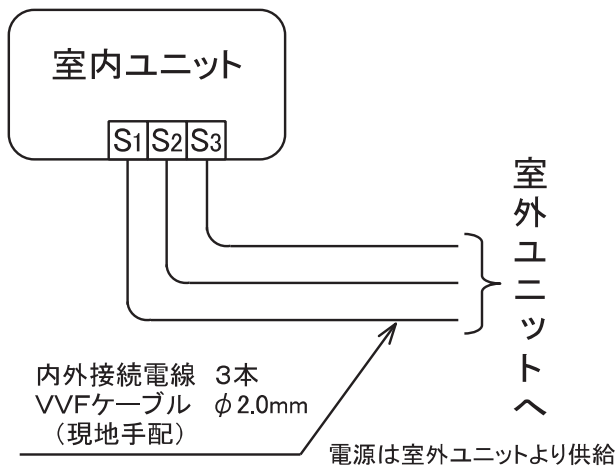 室内ユニット
S1 S2 S3
室外ユニットへ
内外接続電線 3本
VVFケーブル φ2.0mm
(現地手配)
電源は室外ユニットより供給